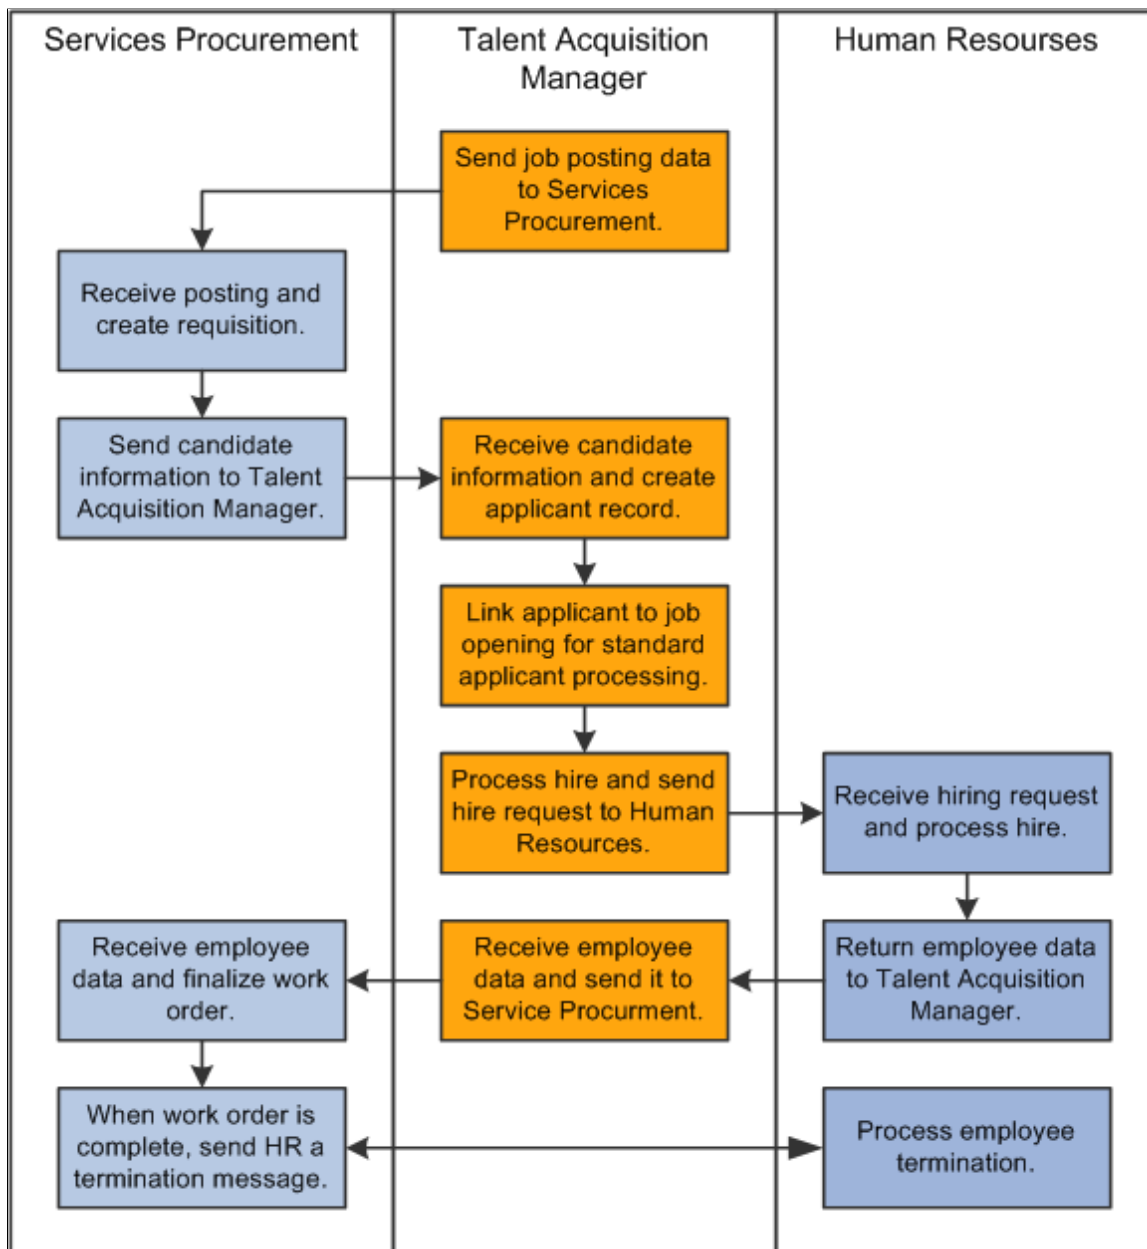 Services Procurement
Talent Acquisition
Manager
Human Resourses
Send job posting data
to Services
Procurement.
Receive posting and
create requisition.
Send candidate
information to Talent
Acquisition Manager.
Receive candidate
information and create
applicant record.
Link applicant to job
opening for standard
applicant processing.
Process hire and send
hire request to Human
Resources.
Receive hiring request
and process hire.
Receive employee
data and finalize work
order.
Receive employee
data and send it to
Service Procurment.
Return employee data
to Talent Acquisition
Manager.
When work order is
complete, send HR a
termination message.
Process employee
termination.